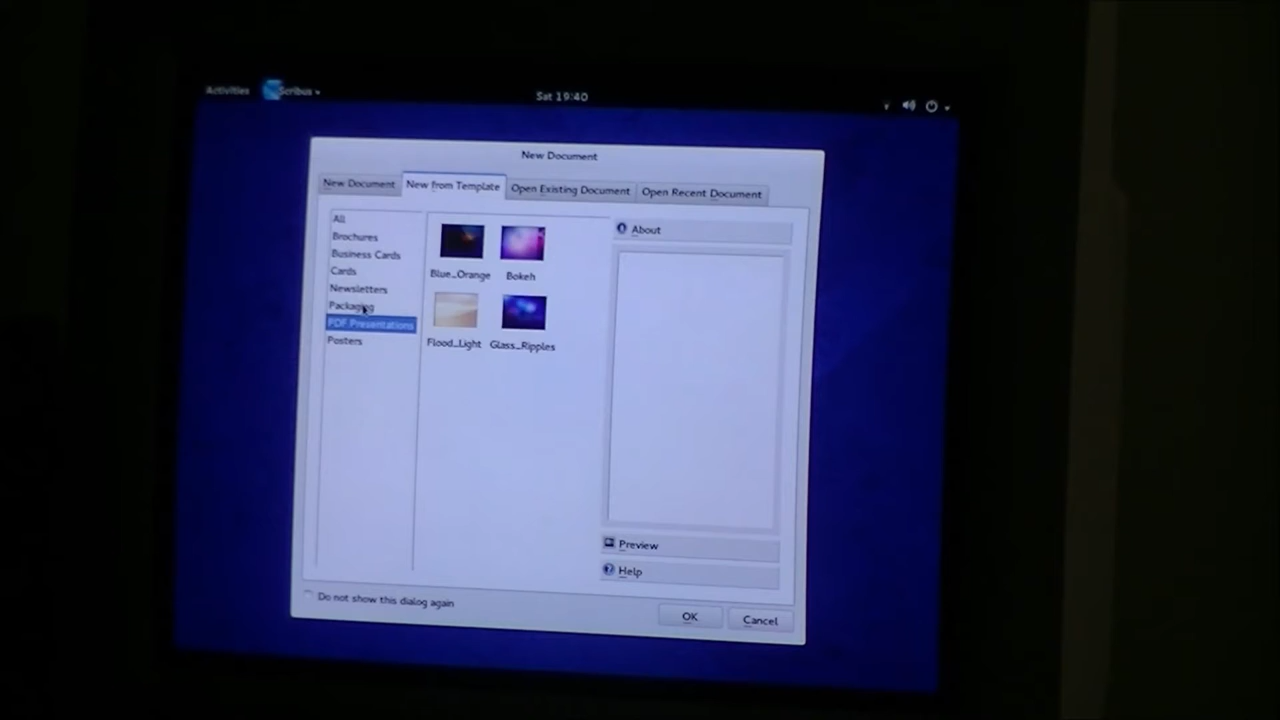 Activities Scribus Sat 19:40
New Document
New Document New from Template Open Existing Document Open Recent Document
All
Brochures
Business Cards
Cards
Newsletters
Packaging
PDF Presentations
Posters
Blue_Orange Bokeh
Flood_Light Glass_Ripples
About
Preview
Help
Do not show this dialog again
OK Cancel